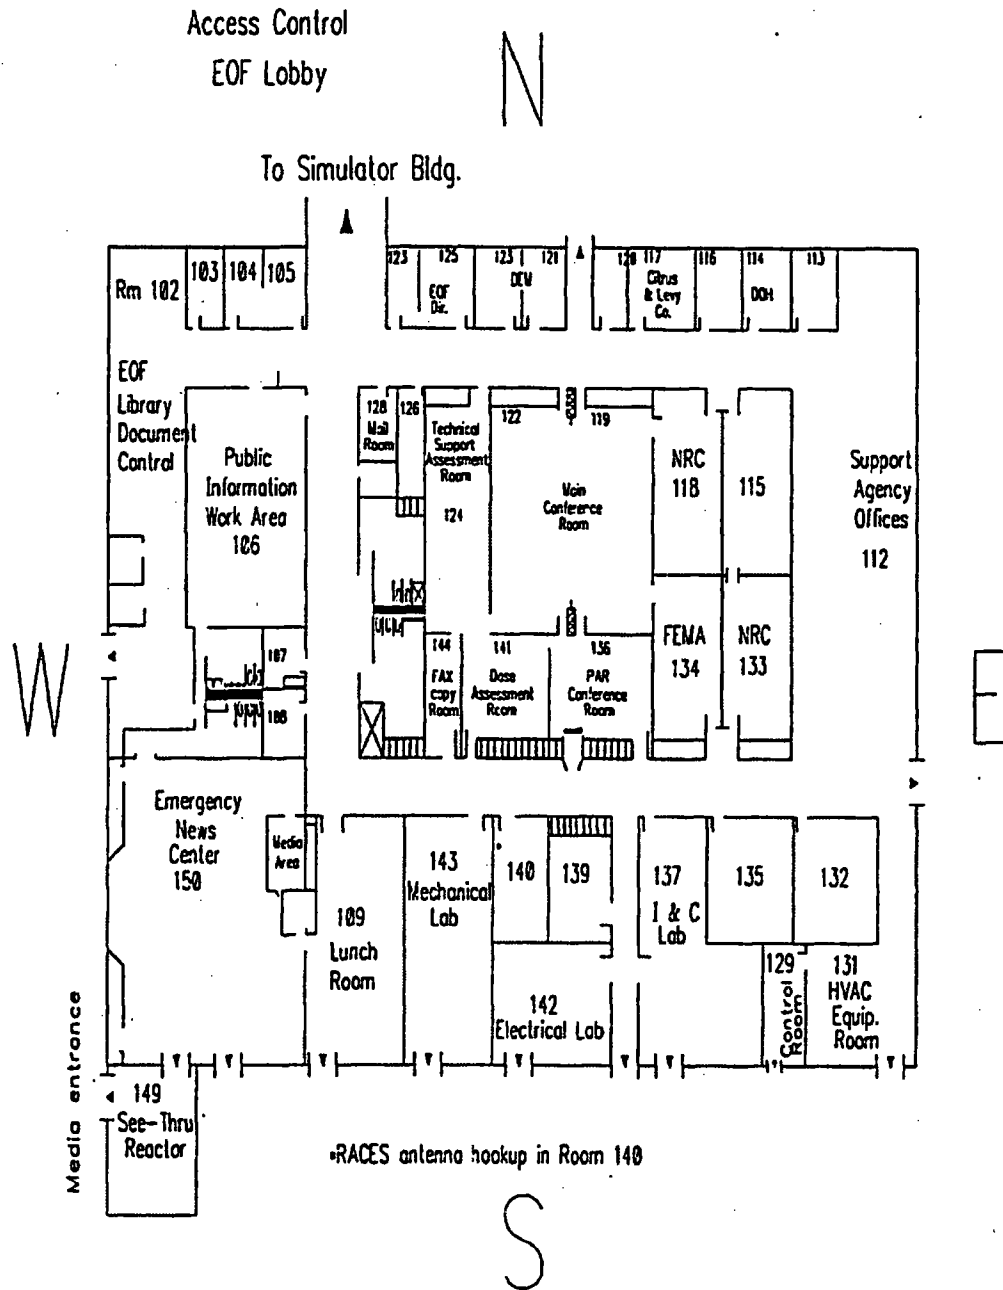 Access Control
EOF Lobby
N
To Simulator Bldg.
Rm 102
103
104
105
123
125
EOF
Dir.
123
DEM
121
120
117
Citrus
& Levy
Co.
116
114
DOH
113
EOF
Library
Document
Control
Public
Information
Work Area
106
128
Mail
Room
126
Technical
Support
Assessment
Room
124
122
119
Main
Conference
Room
NRC
118
115
Support
Agency
Offices
112
W
107
108
144
FAX
copy
Room
141
Dose
Assessment
Room
136
PAR
Conference
Room
FEMA
134
NRC
133
E
Emergency
News
Center
150
Media
Area
109
Lunch
Room
143
Mechanical
Lab
140
139
137
I & C
Lab
135
132
142
Electrical Lab
129
Control
Room
131
HVAC
Equip.
Room
Media entrance
149
See-Thru
Reactor
*RACES antenna hookup in Room 140
S